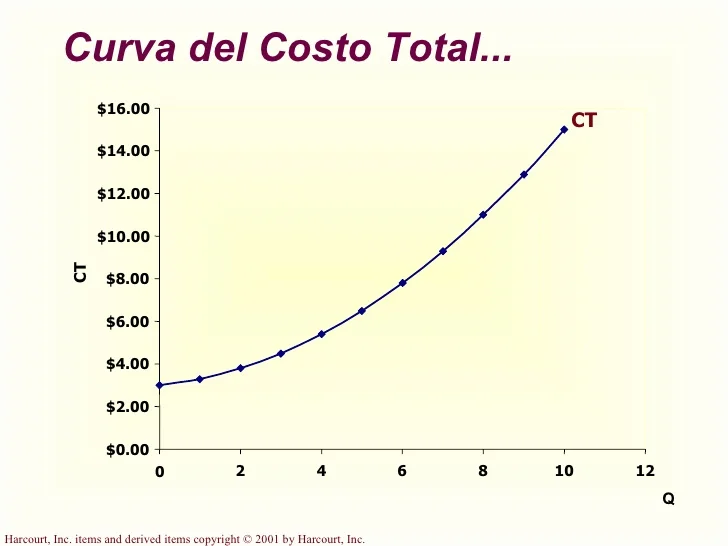 Curva del Costo Total...
$16.00
CT
$14.00
$12.00
$10.00
CT
$8.00
$6.00
$4.00
$2.00
$0.00
0 2 4 6 8 10 12
Q
Harcourt, Inc. items and derived items copyright © 2001 by Harcourt, Inc.